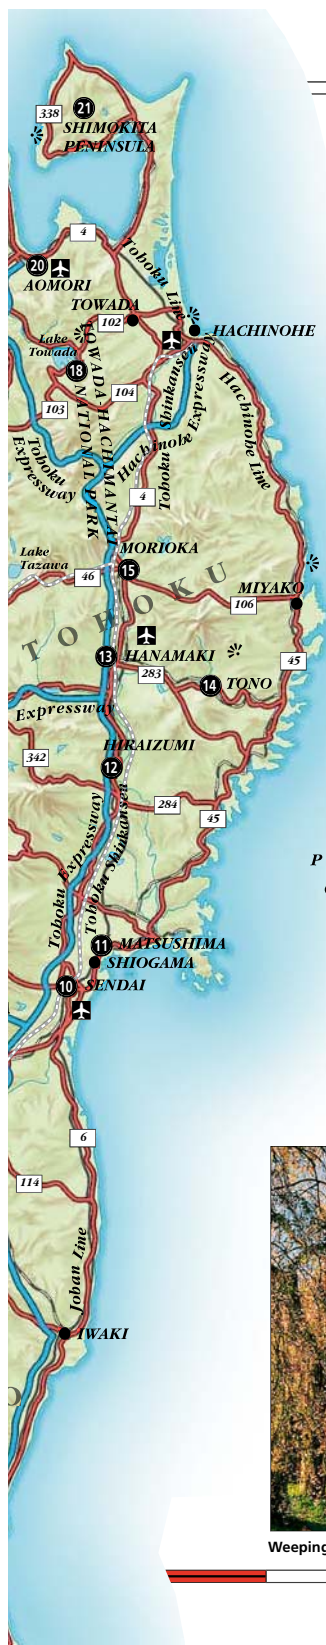 338
21
SHIMOKITA
PENINSULA
4
20
AOMORI
Tohoku Line
TOWADA
102
102
HACHINOHE
Lake
Towada
18
TOWADA-HACHIMANTAI
NATIONAL PARK
104
103
Tohoku
Expressway
Hachinohe Expressway
Tohoku Shinkansen
Hachinohe Line
4
MORIOKA
Lake
Tazawa
15
46
MIYAKO
106
TOHOKU
13
HANAMAKI
283
45
14
TONO
Expressway
HIRAIZUMI
342
12
284
45
Tohoku Expressway
Tohoku Shinkansen
P
11
MATSUSHIMA
SHIOGAMA
10
SENDAI
6
114
Joban Line
IWAKI
O
Weeping